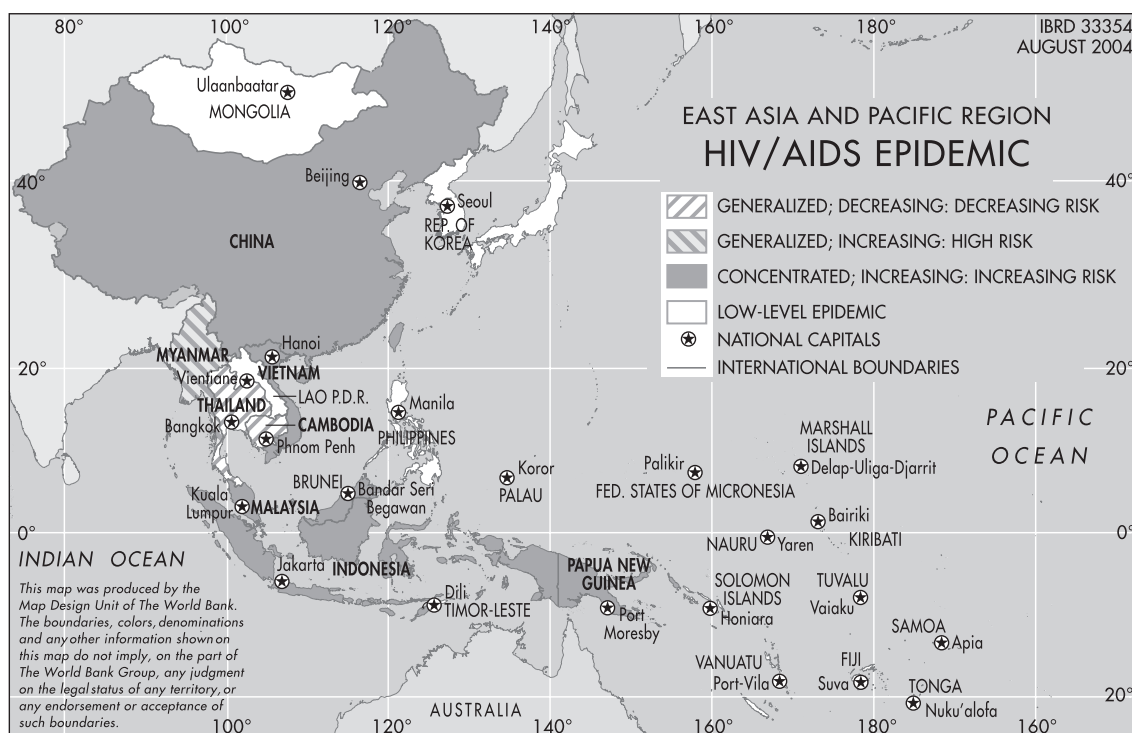 80° 100° 120° 140° 160° 180°
IBRD 33354
AUGUST 2004
EAST ASIA AND PACIFIC REGION
HIV/AIDS EPIDEMIC
GENERALIZED; DECREASING: DECREASING RISK
GENERALIZED; INCREASING: HIGH RISK
CONCENTRATED; INCREASING: INCREASING RISK
LOW-LEVEL EPIDEMIC
NATIONAL CAPITALS
INTERNATIONAL BOUNDARIES
Ulaanbaatar
MONGOLIA
40°
40°
Beijing
Seoul
REP. OF
KOREA
CHINA
20°
20°
MYANMAR
Hanoi
Vientiane
VIETNAM
LAO P.D.R.
THAILAND
Bangkok
CAMBODIA
Phnom Penh
Manila
PHILIPPINES
PACIFIC
OCEAN
MARSHALL
ISLANDS
Delap-Uliga-Djarrit
Koror
PALAU
Palikir
FED. STATES OF MICRONESIA
BRUNEI
Bandar Seri
Begawan
Kuala
Lumpur
MALAYSIA
Bairiki
KIRIBATI
NAURU
Yaren
0°
0°
INDIAN OCEAN
Jakarta
INDONESIA
PAPUA NEW
GUINEA
Port
Moresby
Dili
TIMOR-LESTE
SOLOMON
ISLANDS
Honiara
TUVALU
Vaiaku
SAMOA
Apia
VANUATU
Port-Vila
FIJI
Suva
TONGA
Nuku'alofa
20°
AUSTRALIA
This map was produced by the
Map Design Unit of The World Bank.
The boundaries, colors, denominations
and any other information shown on
this map do not imply, on the part of
The World Bank Group, any judgment
on the legal status of any territory, or
any endorsement or acceptance of
such boundaries.
100° 120° 140° 160° 180° 160°